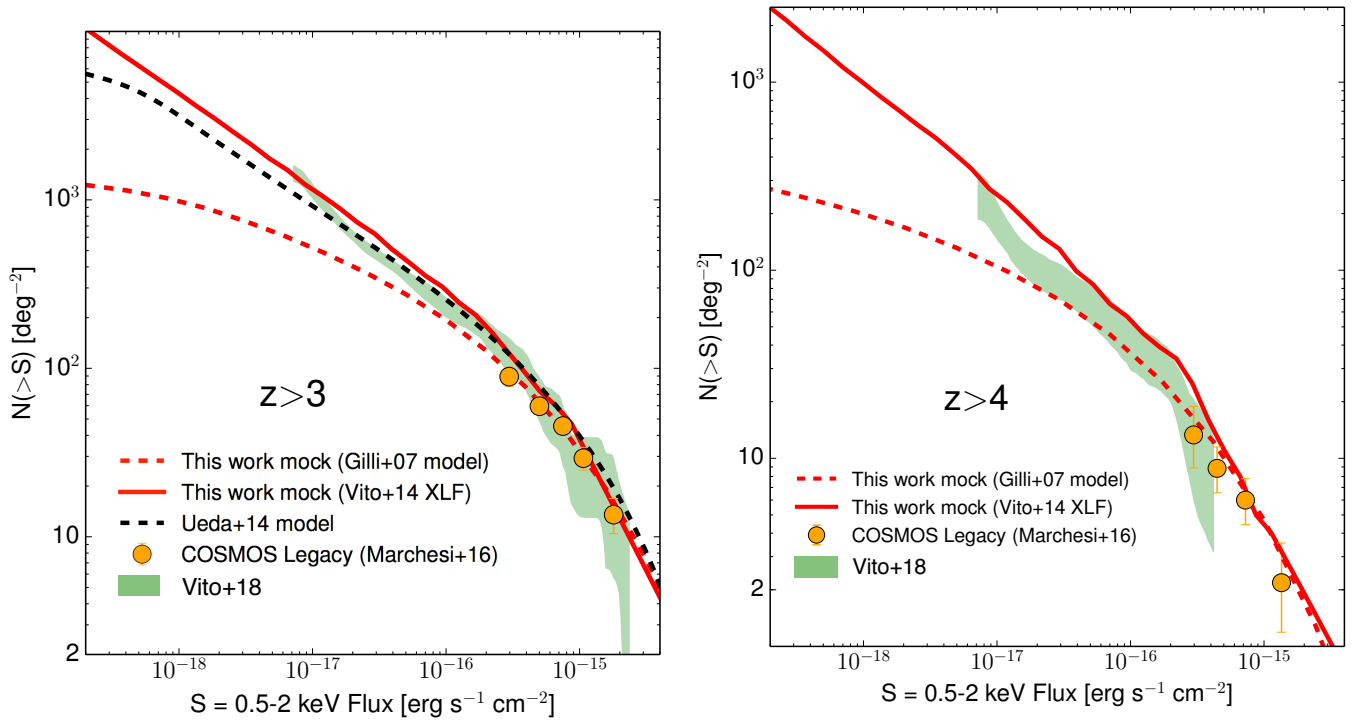 N(>S) [deg⁻²]
10³
10²
10
2
z>3
This work mock (Gilli+07 model)
This work mock (Vito+14 XLF)
Ueda+14 model
COSMOS Legacy (Marchesi+16)
Vito+18
10⁻¹⁸ 10⁻¹⁷ 10⁻¹⁶ 10⁻¹⁵
S = 0.5-2 keV Flux [erg s⁻¹ cm⁻²]
N(>S) [deg⁻²]
10³
10²
10
2
z>4
This work mock (Gilli+07 model)
This work mock (Vito+14 XLF)
COSMOS Legacy (Marchesi+16)
Vito+18
10⁻¹⁸ 10⁻¹⁷ 10⁻¹⁶ 10⁻¹⁵
S = 0.5-2 keV Flux [erg s⁻¹ cm⁻²]